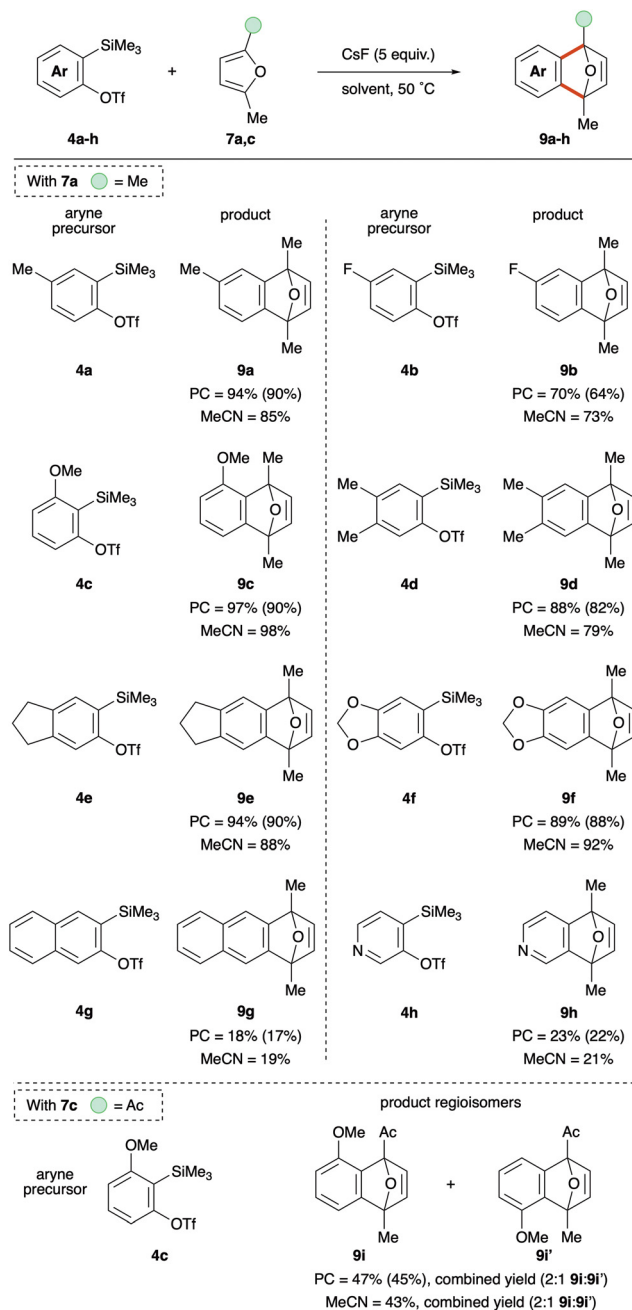 SiMe3
Ar
OTf
4a-h
+
O
Me
7a,c
CsF (5 equiv.)
solvent, 50 ˚C
Ar
O
Me
9a-h
With 7a = Me
aryne precursor
product
aryne precursor
product
Me
SiMe3
OTf
4a
Me
Me
O
Me
9a
PC = 94% (90%)
MeCN = 85%
F
SiMe3
OTf
4b
F
Me
O
Me
9b
PC = 70% (64%)
MeCN = 73%
OMe
SiMe3
OTf
4c
OMe
Me
O
Me
9c
PC = 97% (90%)
MeCN = 98%
Me
Me
SiMe3
OTf
4d
Me
Me
Me
O
Me
9d
PC = 88% (82%)
MeCN = 79%
SiMe3
OTf
4e
Me
O
Me
9e
PC = 94% (90%)
MeCN = 88%
O
O
SiMe3
OTf
4f
O
O
Me
O
Me
9f
PC = 89% (88%)
MeCN = 92%
SiMe3
OTf
4g
Me
O
Me
9g
PC = 18% (17%)
MeCN = 19%
N
SiMe3
OTf
4h
N
Me
O
Me
9h
PC = 23% (22%)
MeCN = 21%
With 7c = Ac
product regioisomers
aryne
precursor
OMe
SiMe3
OTf
4c
OMe
Ac
O
Me
9i
+
Ac
O
OMe
Me
9i’
PC = 47% (45%), combined yield (2:1 9i:9i’)
MeCN = 43%, combined yield (2:1 9i:9i’)